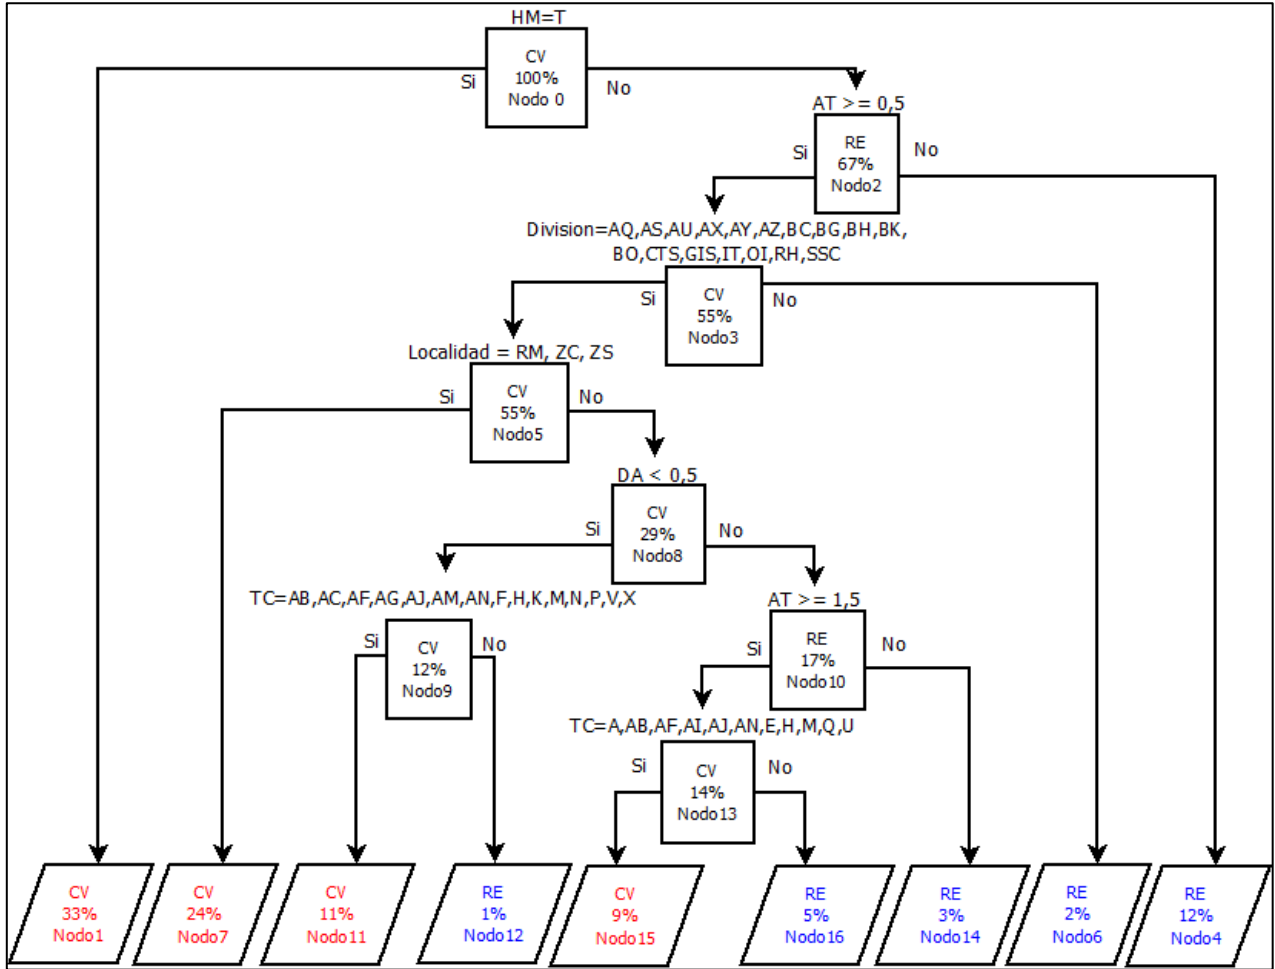 HM=T
CV
100%
Nodo 0
Si
No
AT >= 0,5
RE
67%
Nodo2
Si
No
Division=AQ,AS,AU,AX,AY,AZ,BC,BG,BH,BK,
BO,CTS,GIS,IT,OI,RH,SSC
CV
55%
Nodo3
Si
No
Localidad = RM, ZC, ZS
CV
55%
Nodo5
Si
No
DA < 0,5
CV
29%
Nodo8
Si
No
TC=AB,AC,AF,AG,AJ,AM,AN,F,H,K,M,N,P,V,X
CV
12%
Nodo9
Si
No
AT >= 1,5
RE
17%
Nodo10
Si
No
TC=A,AB,AF,AI,AJ,AN,E,H,M,Q,U
CV
14%
Nodo13
Si
No
CV
33%
Nodo1
CV
24%
Nodo7
CV
11%
Nodo11
RE
1%
Nodo12
CV
9%
Nodo15
RE
5%
Nodo16
RE
3%
Nodo14
RE
2%
Nodo6
RE
12%
Nodo4